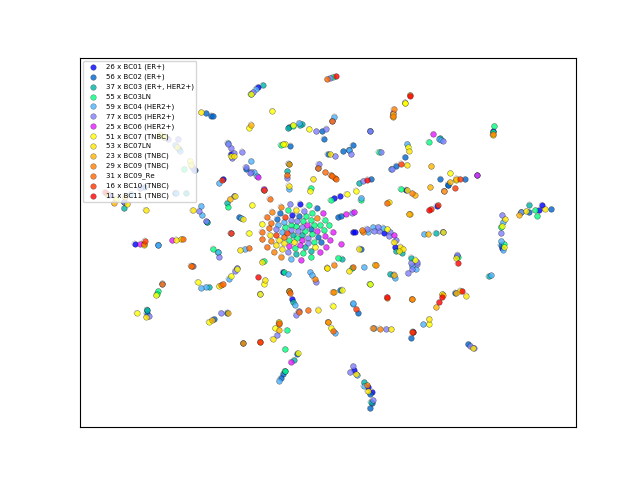 26 x BC01 (ER+)
56 x BC02 (ER+)
37 x BC03 (ER+, HER2+)
55 x BC03LN
59 x BC04 (HER2+)
77 x BC05 (HER2+)
25 x BC06 (HER2+)
51 x BC07 (TNBC)
53 x BC07LN
23 x BC08 (TNBC)
29 x BC09 (TNBC)
31 x BC09_Re
16 x BC10 (TNBC)
11 x BC11 (TNBC)